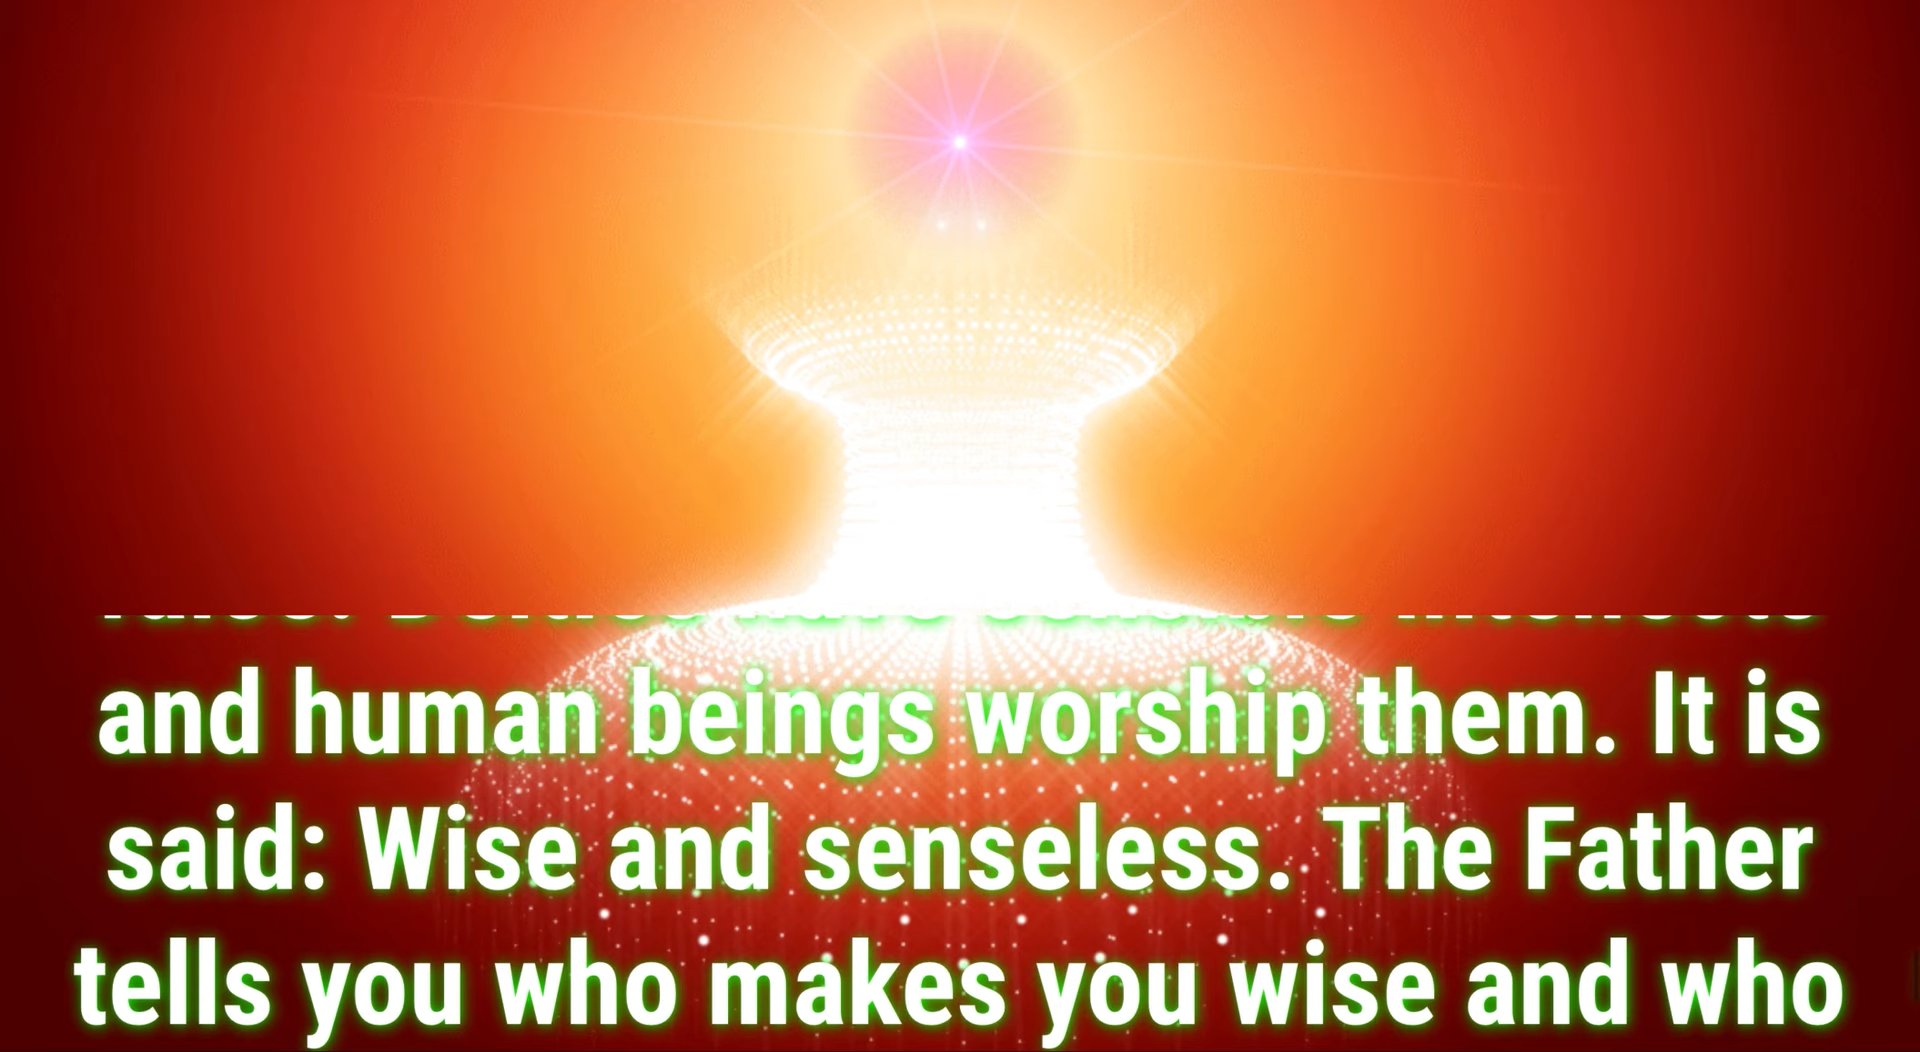 and human beings worship them. It is
said: Wise and senseless. The Father
tells you who makes you wise and who